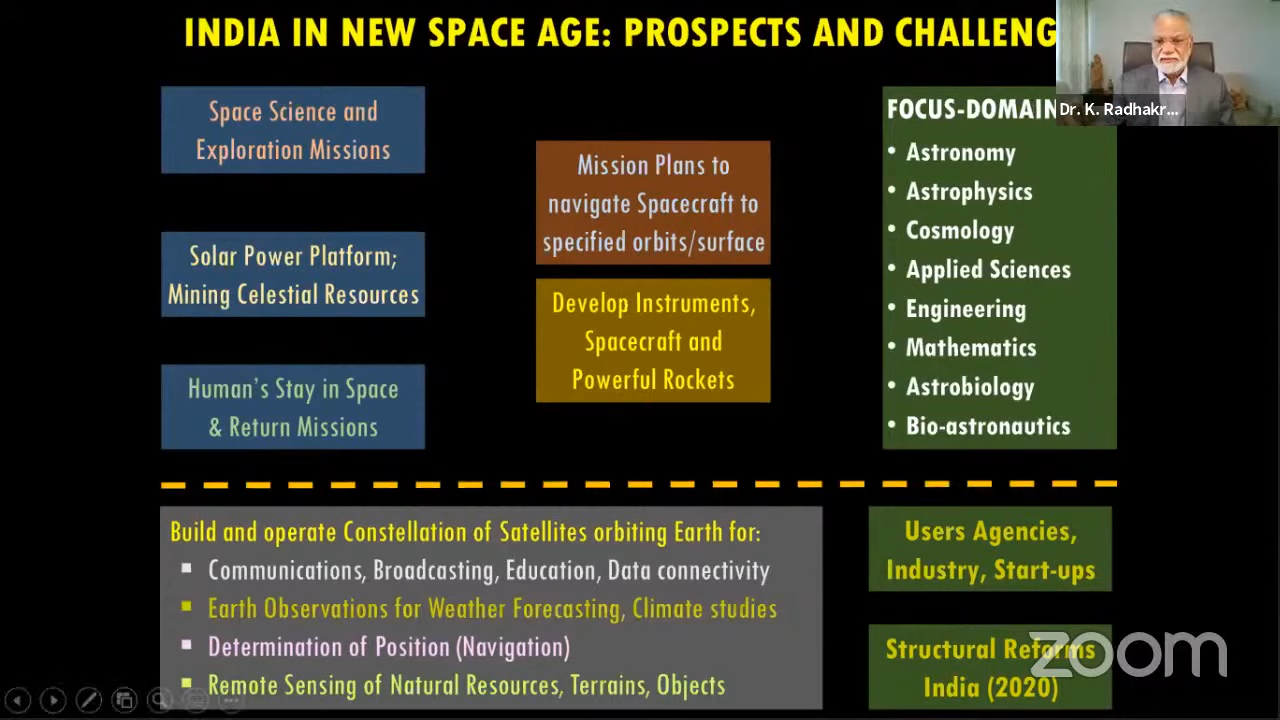 INDIA IN NEW SPACE AGE: PROSPECTS AND CHALLENG
Dr. K. Radhakr...
Space Science and
Exploration Missions
Solar Power Platform;
Mining Celestial Resources
Human's Stay in Space
& Return Missions
Mission Plans to
navigate Spacecraft to
specified orbits/surface
Develop Instruments,
Spacecraft and
Powerful Rockets
FOCUS-DOMAIN
• Astronomy
• Astrophysics
• Cosmology
• Applied Sciences
• Engineering
• Mathematics
• Astrobiology
• Bio-astronautics
Build and operate Constellation of Satellites orbiting Earth for:
▪ Communications, Broadcasting, Education, Data connectivity
▪ Earth Observations for Weather Forecasting, Climate studies
▪ Determination of Position (Navigation)
▪ Remote Sensing of Natural Resources, Terrains, Objects
Users Agencies,
Industry, Start-ups
Structural Reforms
India (2020)
zoom